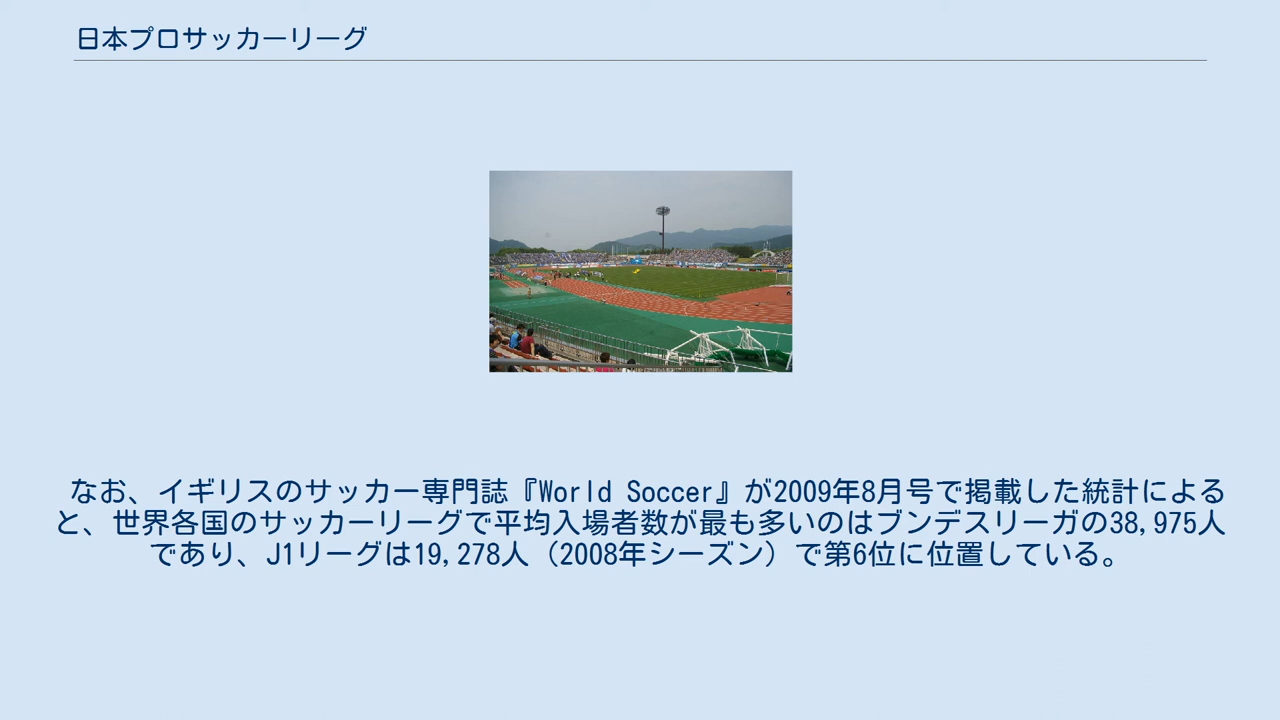 日本プロサッカーリーグ
なお、イギリスのサッカー専門誌『World Soccer』が2009年8月号で掲載した統計による
と、世界各国のサッカーリーグで平均入場者数が最も多いのはブンデスリーガの38,975人
であり、J1リーグは19,278人（2008年シーズン）で第6位に位置している。